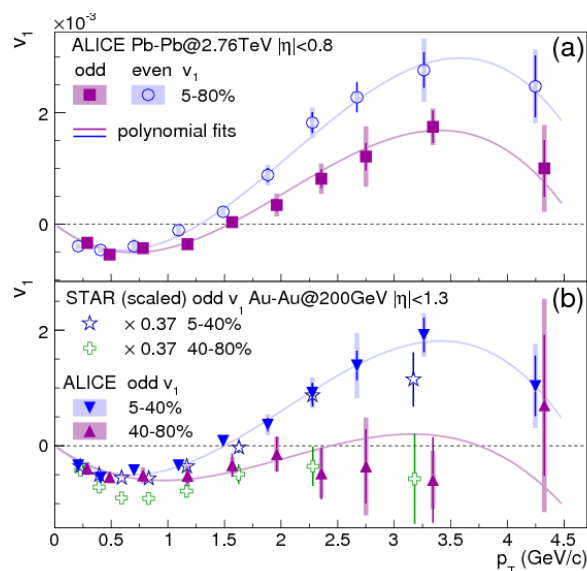 ×10⁻³
v₁
ALICE Pb-Pb@2.76TeV |η|<0.8
(a)
odd even v₁
5-80%
polynomial fits
2
0
v₁
STAR (scaled) odd v₁ Au-Au@200GeV |η|<1.3
(b)
× 0.37 5-40%
× 0.37 40-80%
ALICE odd v₁
5-40%
40-80%
2
0
0 0.5 1 1.5 2 2.5 3 3.5 4 4.5
p_T (GeV/c)